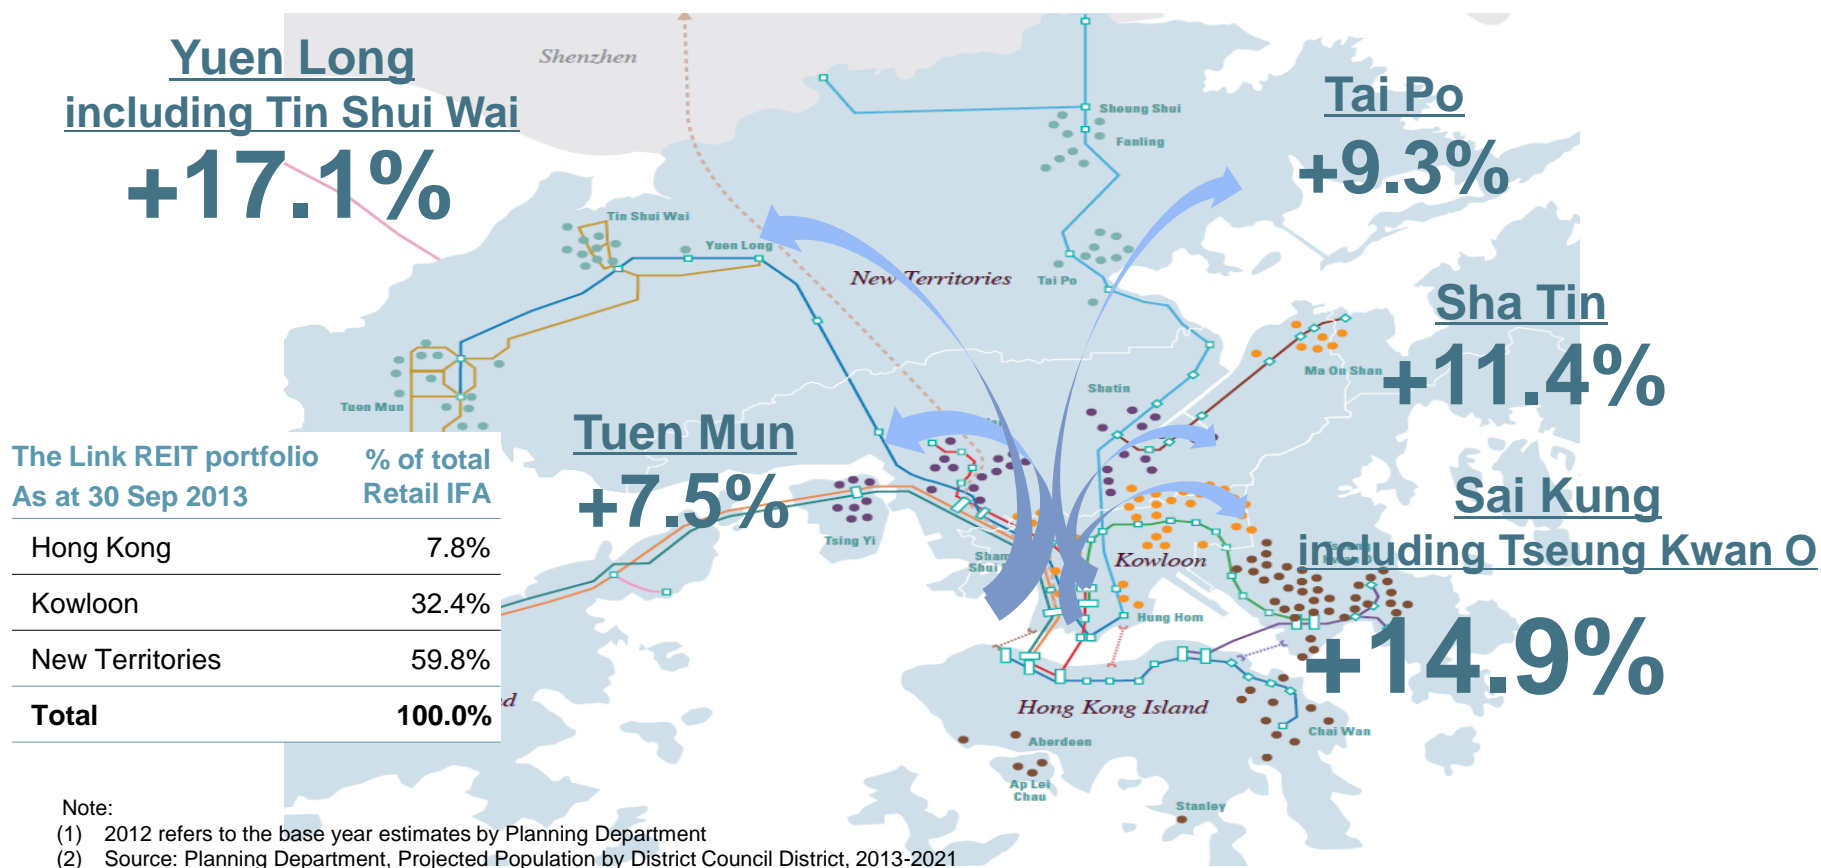 Shenzhen
Yuen Long
including Tin Shui Wai
+17.1%
Tai Po
+9.3%
Sheung Shui
Fanling
Tin Shui Wai
Yuen Long
New Territories
Tai Po
Sha Tin
+11.4%
Ma On Shan
Shatin
Tuen Mun
Tuen Mun
+7.5%
The Link REIT portfolio
As at 30 Sep 2013
% of total
Retail IFA
Hong Kong 7.8%
Kowloon 32.4%
New Territories 59.8%
Total 100.0%
Tsing Yi
Sham
Shui
Kowloon
Hung Hom
Sai Kung
including Tseung Kwan O
+14.9%
Hong Kong Island
Aberdeen
Ap Lei
Chau
Chai Wan
Stanley
Note:
(1) 2012 refers to the base year estimates by Planning Department
(2) Source: Planning Department, Projected Population by District Council District, 2013-2021